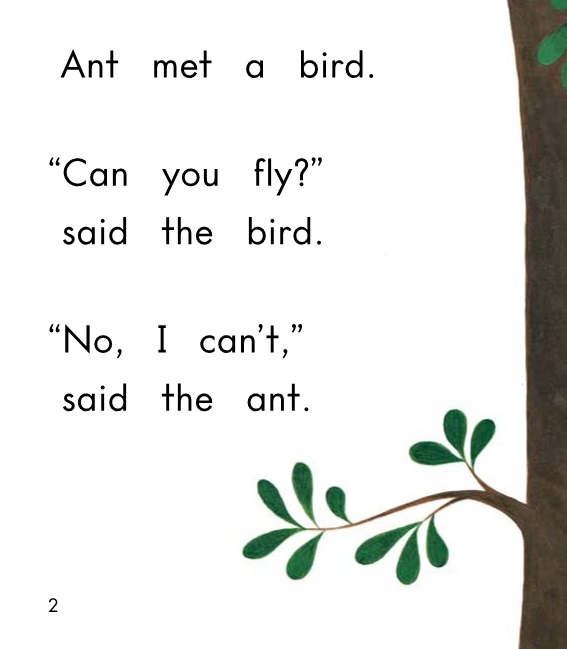 Ant met a bird.
“Can you fly?”
said the bird.
“No, I can’t,”
said the ant.
2